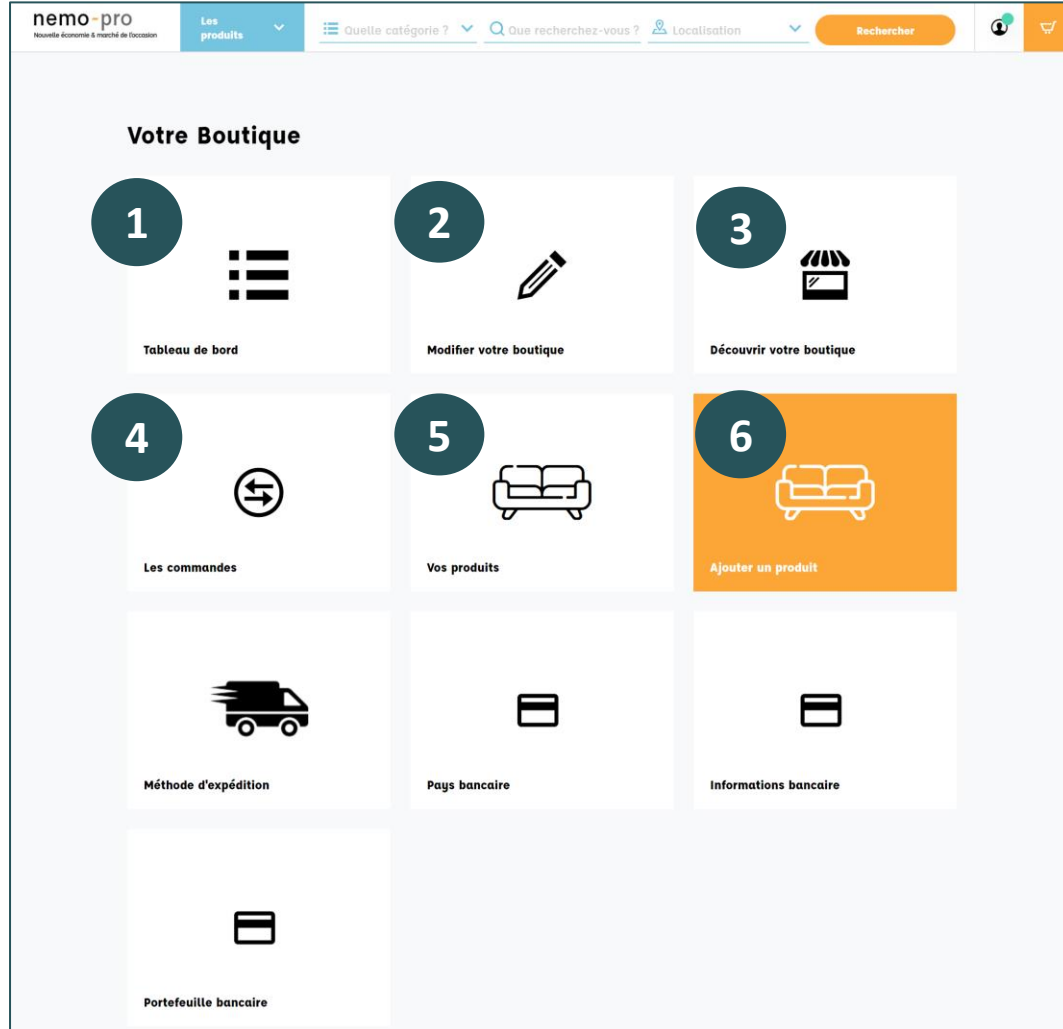 nemo-pro
Nouvelle économie & marché de l'occasion
Les
produits
Quelle catégorie ?
Que recherchez-vous ?
Localisation
Rechercher
Votre Boutique
1
2
3
Tableau de bord
Modifier votre boutique
Découvrir votre boutique
4
5
6
Les commandes
Vos produits
Ajouter un produit
Méthode d'expédition
Pays bancaire
Informations bancaire
Portefeuille bancaire